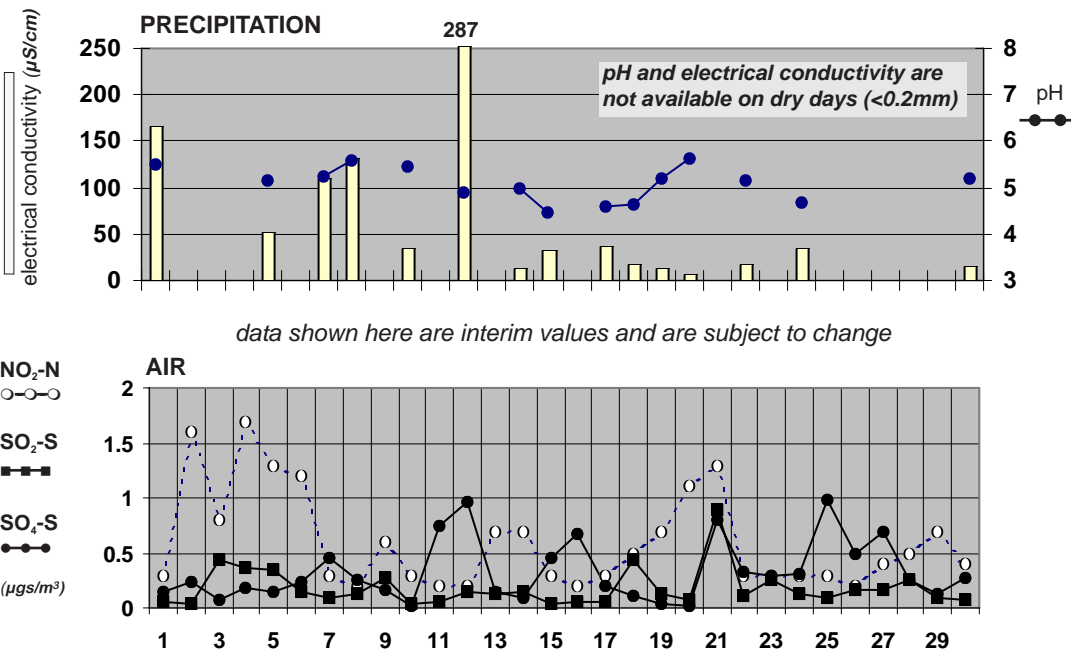 PRECIPITATION
287
electrical conductivity (µS/cm)
250
200
150
100
50
0
pH and electrical conductivity are
not available on dry days (<0.2mm)
8
7
6
5
4
3
pH
data shown here are interim values and are subject to change
AIR
NO₂-N
SO₂-S
SO₄-S
(µgs/m³)
2
1.5
1
0.5
0
1 3 5 7 9 11 13 15 17 19 21 23 25 27 29